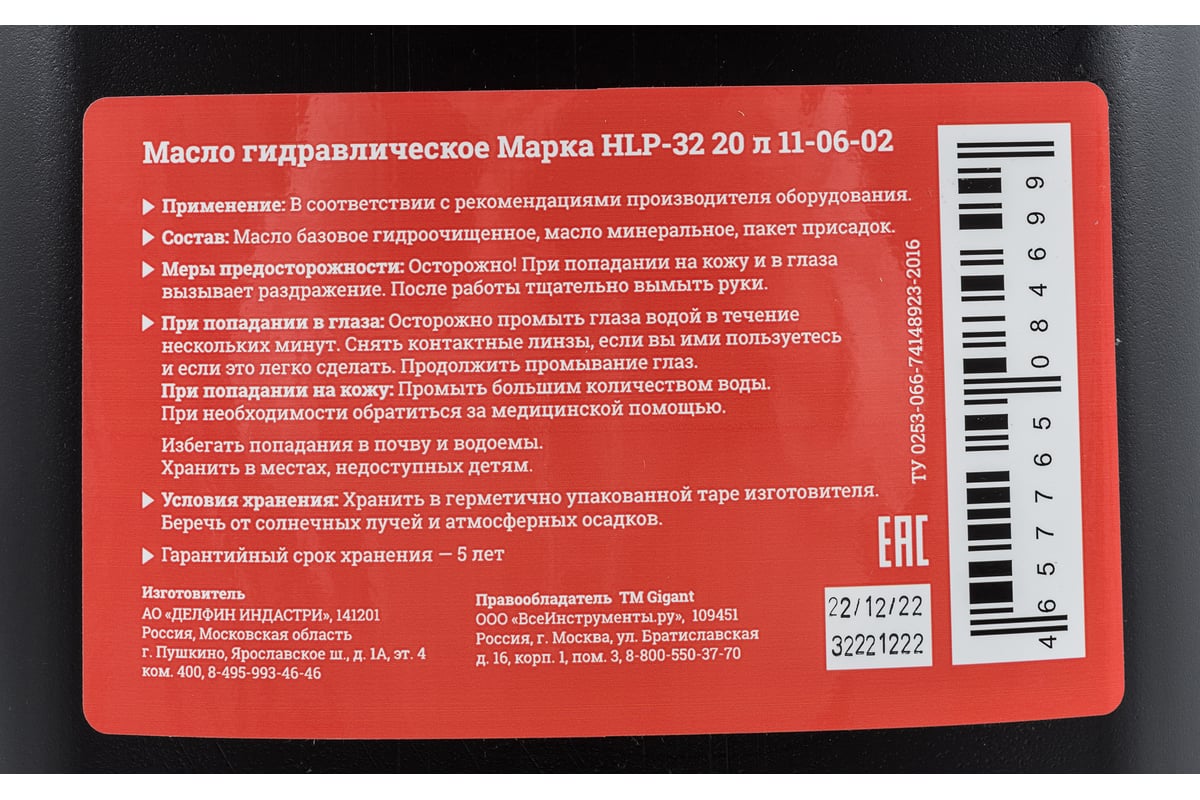 Масло гидравлическое Марка HLP-32 20 л 11-06-02
Применение: В соответствии с рекомендациями производителя оборудования.
Состав: Масло базовое гидроочищенное, масло минеральное, пакет присадок.
Меры предосторожности: Осторожно! При попадании на кожу и в глаза
вызывает раздражение. После работы тщательно вымыть руки.
При попадании в глаза: Осторожно промыть глаза водой в течение
нескольких минут. Снять контактные линзы, если вы ими пользуетесь
и если это легко сделать. Продолжить промывание глаз.
При попадании на кожу: Промыть большим количеством воды.
При необходимости обратиться за медицинской помощью.
Избегать попадания в почву и водоемы.
Хранить в местах, недоступных детям.
Условия хранения: Хранить в герметично упакованной таре изготовителя.
Беречь от солнечных лучей и атмосферных осадков.
Гарантийный срок хранения — 5 лет
Изготовитель
АО «ДЕЛФИН ИНДАСТРИ», 141201
Россия, Московская область
г. Пушкино, Ярославское ш., д. 1А, эт. 4
ком. 400, 8-495-993-46-46
Правообладатель TM Gigant
ООО «ВсеИнструменты.ру», 109451
Россия, г. Москва, ул. Братиславская
д. 16, корп. 1, пом. 3, 8-800-550-37-70
ТУ 0253-066-74148923-2016
EAC
22/12/22
32221222
4 657765 084699